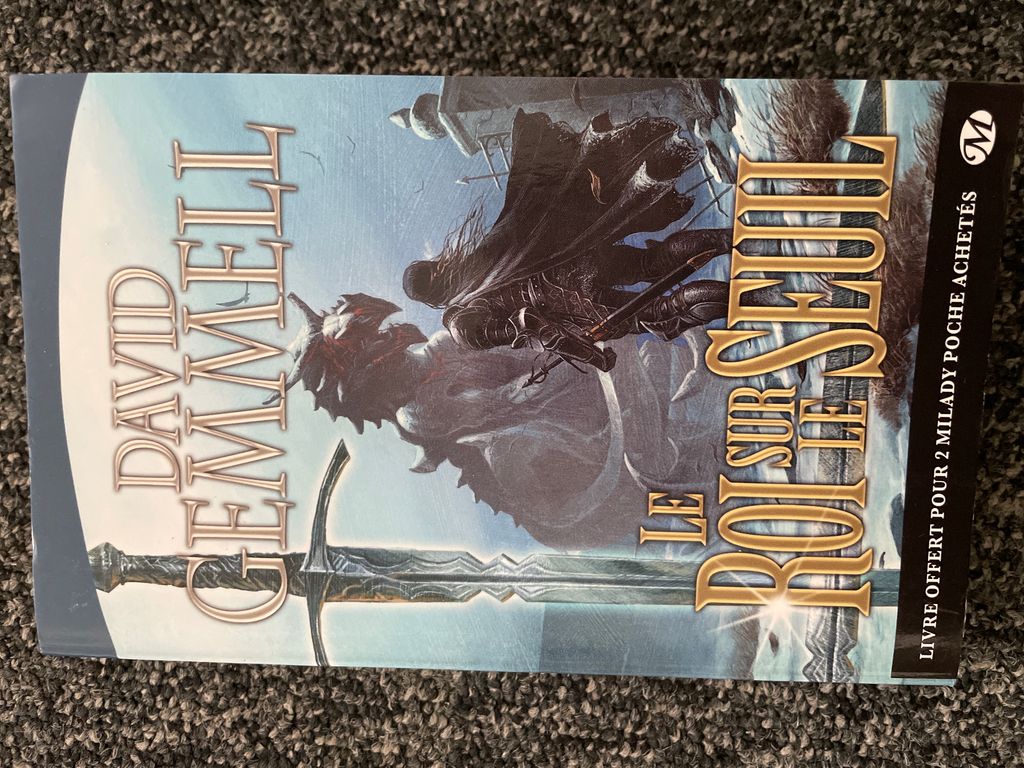 DAVID
GEMMELL
LE
ROI SUR
LE SEUIL
LIVRE OFFERT POUR 2 MILADY POCHE ACHETÉS
M